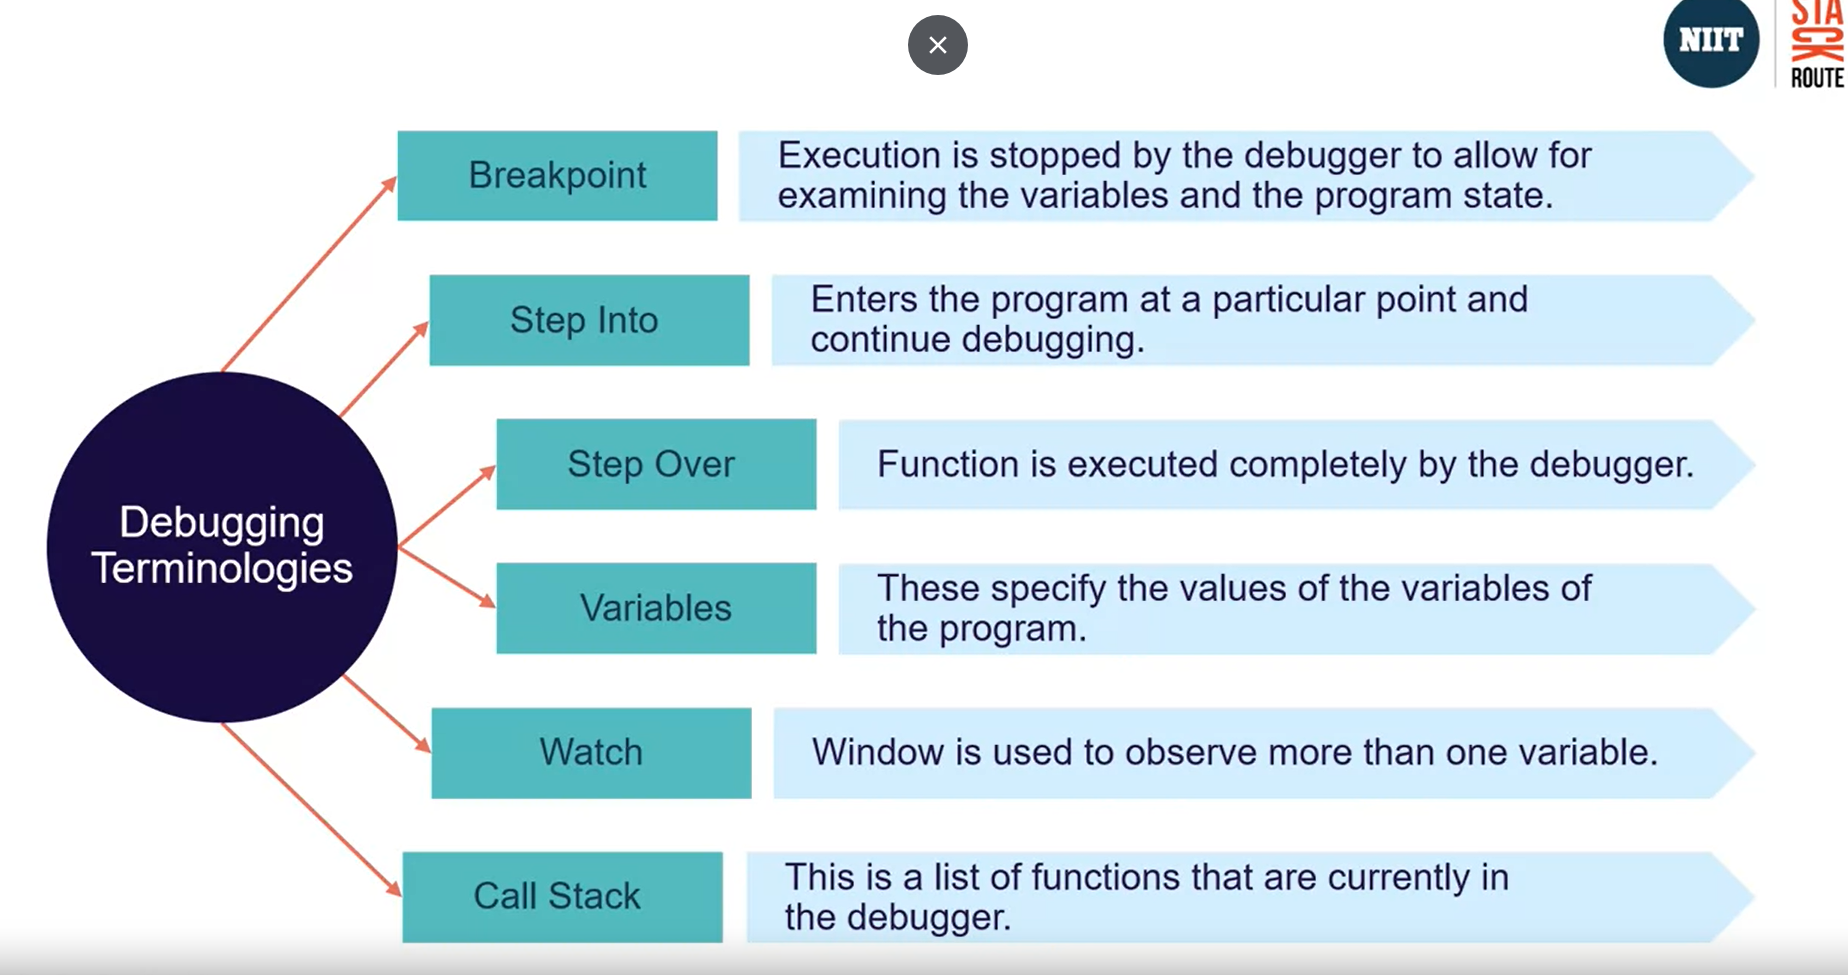 NIIT
STA
CK
ROUTE
Breakpoint
Execution is stopped by the debugger to allow for
examining the variables and the program state.
Step Into
Enters the program at a particular point and
continue debugging.
Step Over
Function is executed completely by the debugger.
Debugging
Terminologies
Variables
These specify the values of the variables of
the program.
Watch
Window is used to observe more than one variable.
Call Stack
This is a list of functions that are currently in
the debugger.